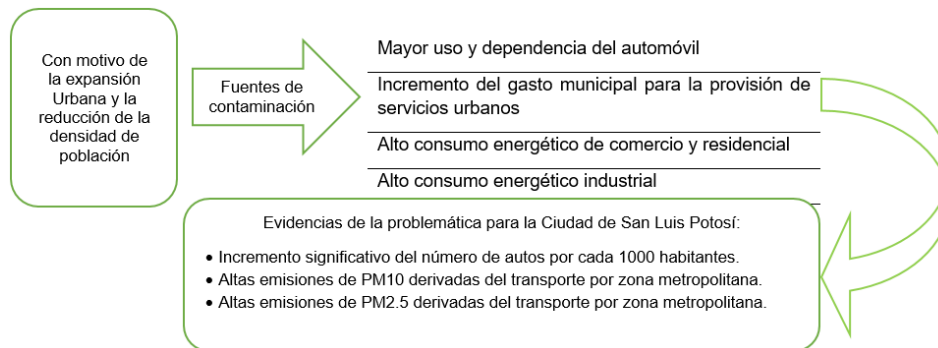 Con motivo de
la expansión
Urbana y la
reducción de la
densidad de
población
Fuentes de
contaminación
Mayor uso y dependencia del automóvil
Incremento del gasto municipal para la provisión de
servicios urbanos
Alto consumo energético de comercio y residencial
Alto consumo energético industrial
Evidencias de la problemática para la Ciudad de San Luis Potosí:
• Incremento significativo del número de autos por cada 1000 habitantes.
• Altas emisiones de PM10 derivadas del transporte por zona metropolitana.
• Altas emisiones de PM2.5 derivadas del transporte por zona metropolitana.